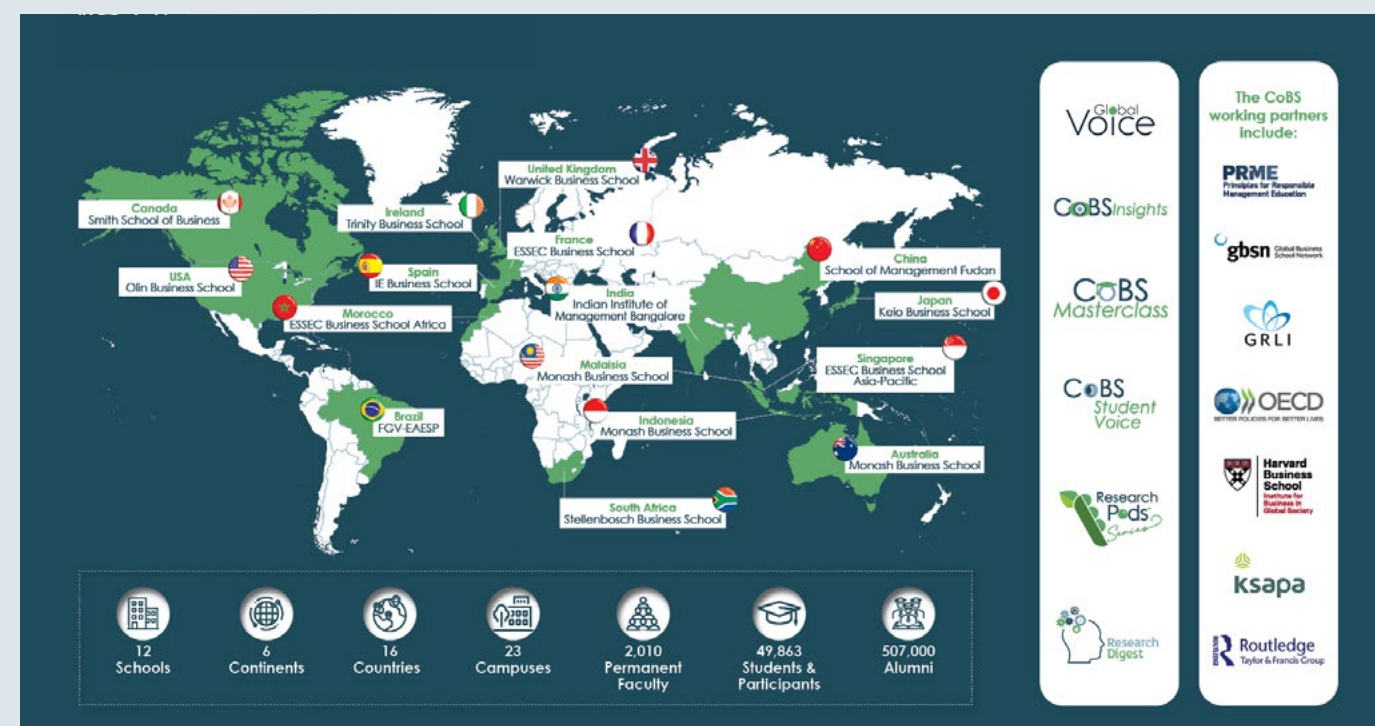 United Kingdom
Warwick Business School
Canada
Smith School of Business
Ireland
Trinity Business School
France
ESSEC Business School
China
School of Management Fudan
USA
Olin Business School
Spain
IE Business School
India
Indian Institute of
Management Bangalore
Japan
Keio Business School
Morocco
ESSEC Business School Africa
Malaisia
Monash Business School
Singapore
ESSEC Business School
Asia-Pacific
Brazil
FGV-EAESP
Indonesia
Monash Business School
Australia
Monash Business School
South Africa
Stellenbosch Business School
12
Schools
6
Continents
16
Countries
23
Campuses
2,010
Permanent
Faculty
49,863
Students &
Participants
507,000
Alumni
Global
Voice
CoBSInsights
CoBS
Masterclass
CoBS
Student
Voice
Research
Pods
Series
Research
Digest
The CoBS
working partners
include:
PRME
Principles for Responsible
Management Education
gbsn Global Business
School Network
GRLI
OECD
BETTER POLICIES FOR BETTER LIVES
Harvard
Business
School
Institute for
Business in
Global Society
ksapa
ROUTLEDGE
Routledge
Taylor & Francis Group